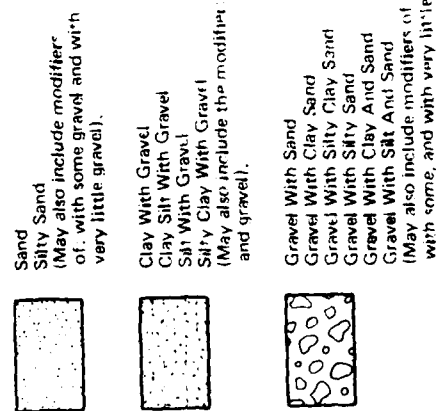 Sand
Silty Sand
(May also include modifiers
of. with some gravel and with
very little gravel).
Clay With Gravel
Clay Silt With Gravel
Silt With Gravel
Silty Clay With Gravel
(May also include the modifier
and gravel).
Gravel With Sand
Gravel With Clay Sand
Gravel With Silty Clay Sand
Gravel With Silty Sand
Gravel With Clay And Sand
Gravel With Silt And Sand
(May also include modifiers of
with some, and with very little